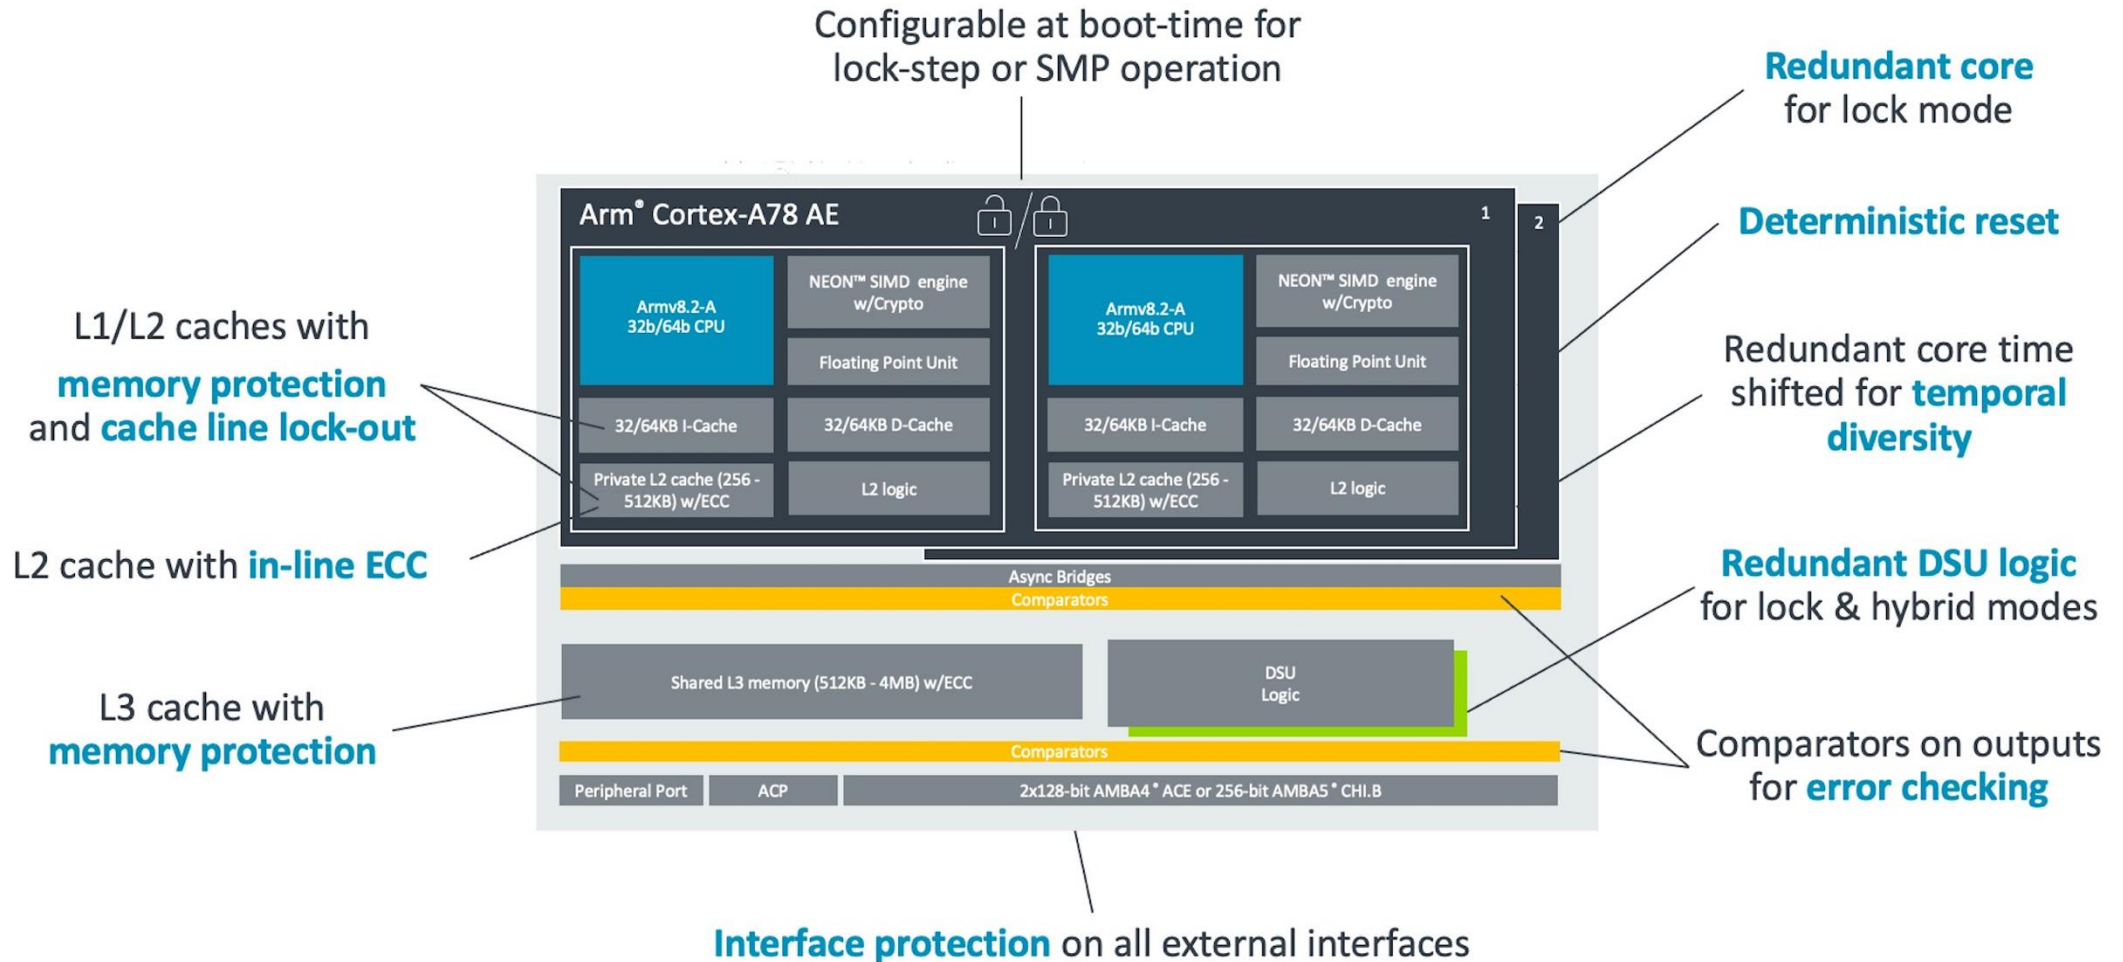 Configurable at boot-time for
lock-step or SMP operation
Redundant core
for lock mode
Deterministic reset
Redundant core time
shifted for temporal
diversity
Redundant DSU logic
for lock & hybrid modes
Comparators on outputs
for error checking
L1/L2 caches with
memory protection
and cache line lock-out
L2 cache with in-line ECC
L3 cache with
memory protection
Arm® Cortex-A78 AE
1
2
Armv8.2-A
32b/64b CPU
NEON™ SIMD engine
w/Crypto
Floating Point Unit
32/64KB I-Cache
32/64KB D-Cache
Private L2 cache (256 -
512KB) w/ECC
L2 logic
Armv8.2-A
32b/64b CPU
NEON™ SIMD engine
w/Crypto
Floating Point Unit
32/64KB I-Cache
32/64KB D-Cache
Private L2 cache (256 -
512KB) w/ECC
L2 logic
Async Bridges
Comparators
Shared L3 memory (512KB - 4MB) w/ECC
DSU
Logic
Comparators
Peripheral Port
ACP
2x128-bit AMBA4® ACE or 256-bit AMBA5® CHI.B
Interface protection on all external interfaces